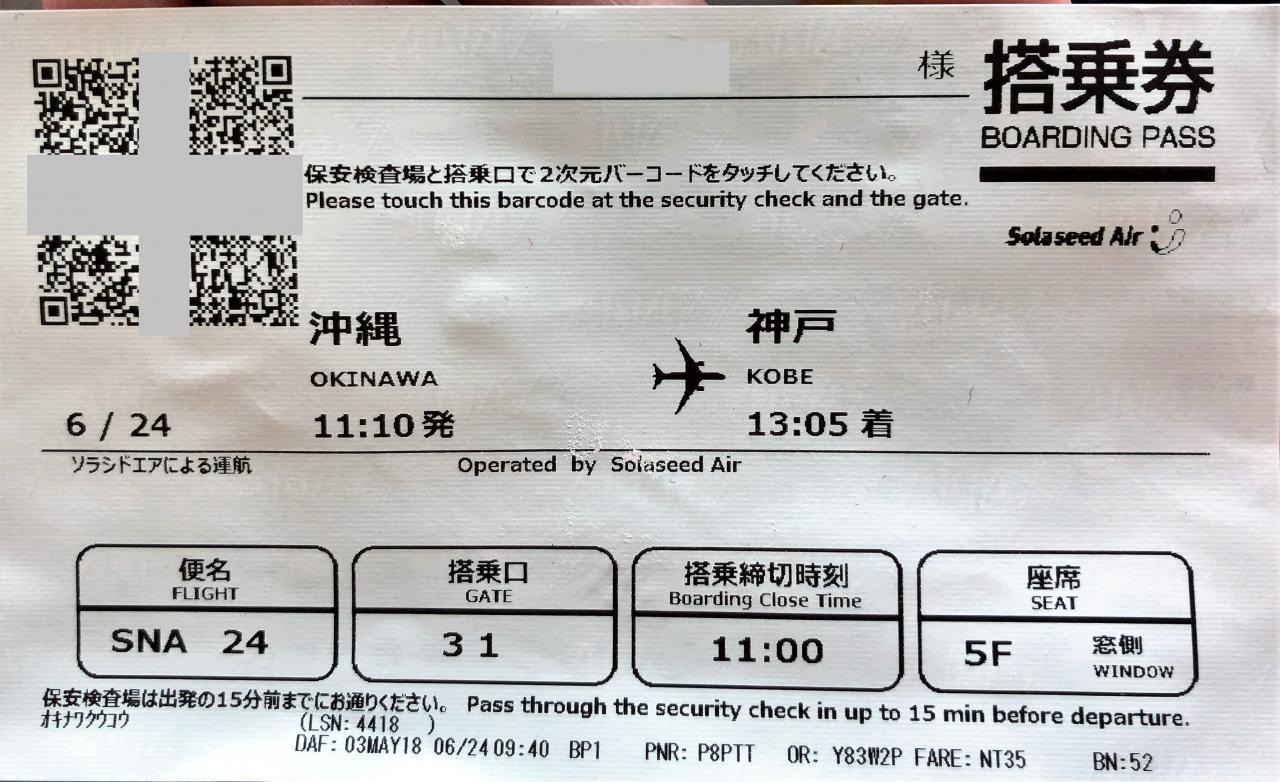 様
搭乗券
BOARDING PASS
保安検査場と搭乗口で2次元バーコードをタッチしてください。
Please touch this barcode at the security check and the gate.
Solaseed Air
沖縄 神戸
OKINAWA KOBE
6 / 24 11:10発 13:05着
ソラシドエアによる運航 Operated by Solaseed Air
便名 搭乗口 搭乗締切時刻 座席
FLIGHT GATE Boarding Close Time SEAT
SNA 24 31 11:00 5F 窓側
WINDOW
保安検査場は出発の15分前までにお通りください。 Pass through the security check in up to 15 min before departure.
オキナワクウコウ (LSN: 4418 )
DAF: 03MAY18 06/24 09:40 BP1 PNR: P8PTT OR: Y83W2P FARE: NT35 BN:52